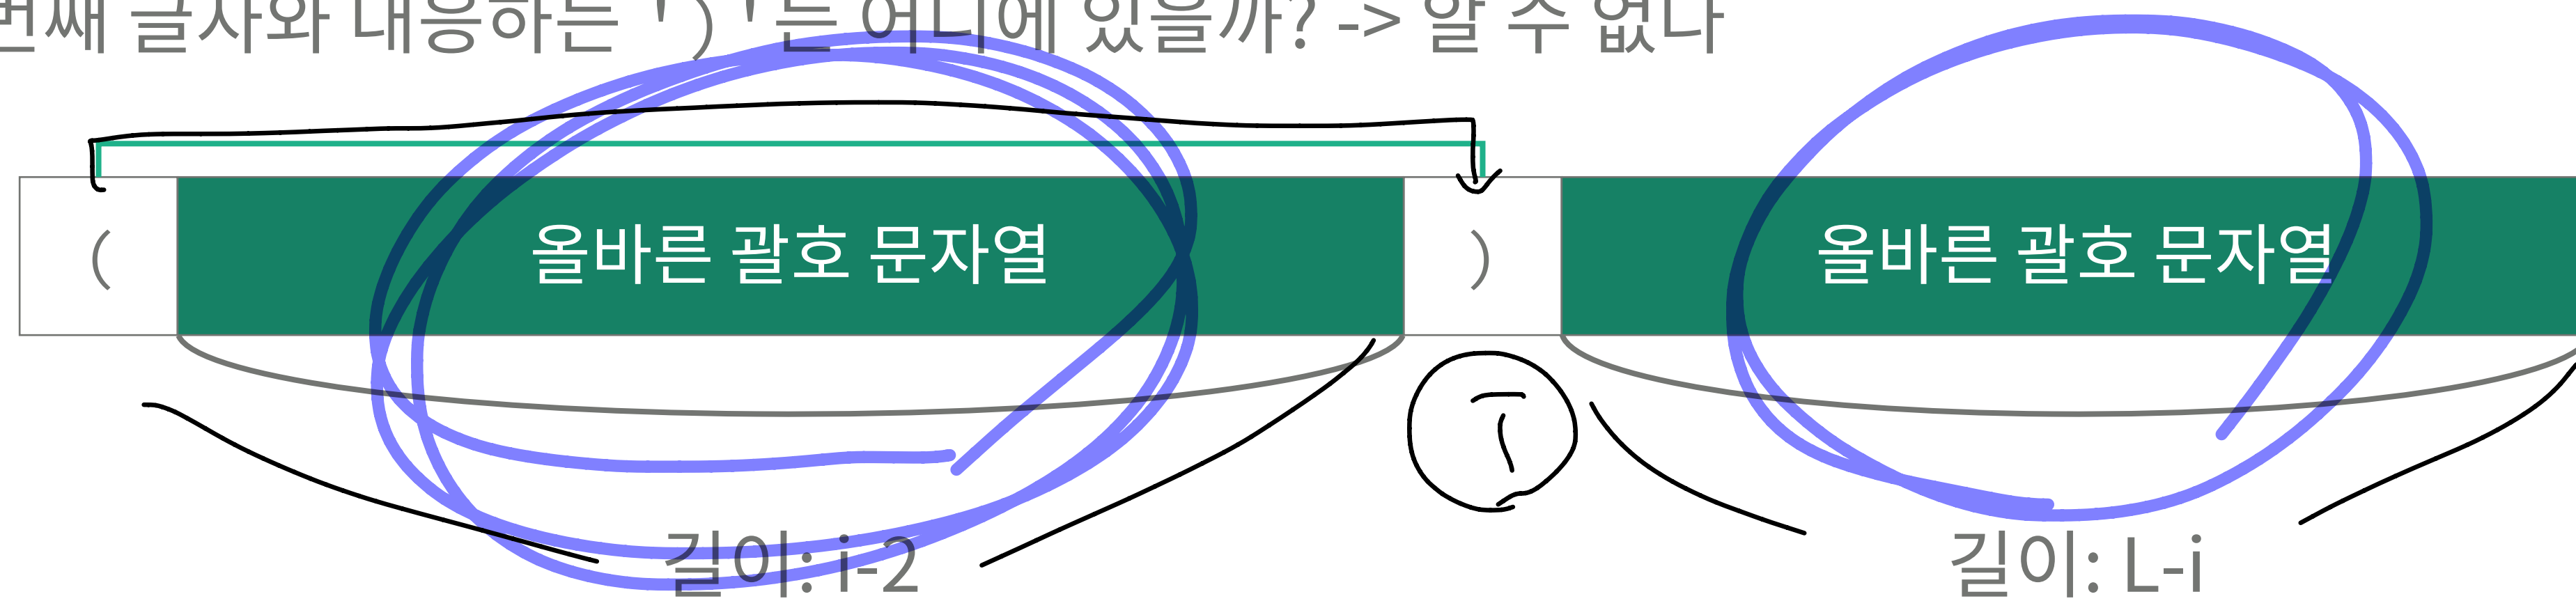 번째 글자와 대응하는 ')'는 어디에 있을까? -> 알 수 없다
( 올바른 괄호 문자열 ) 올바른 괄호 문자열
길이: i-2 길이: L-i